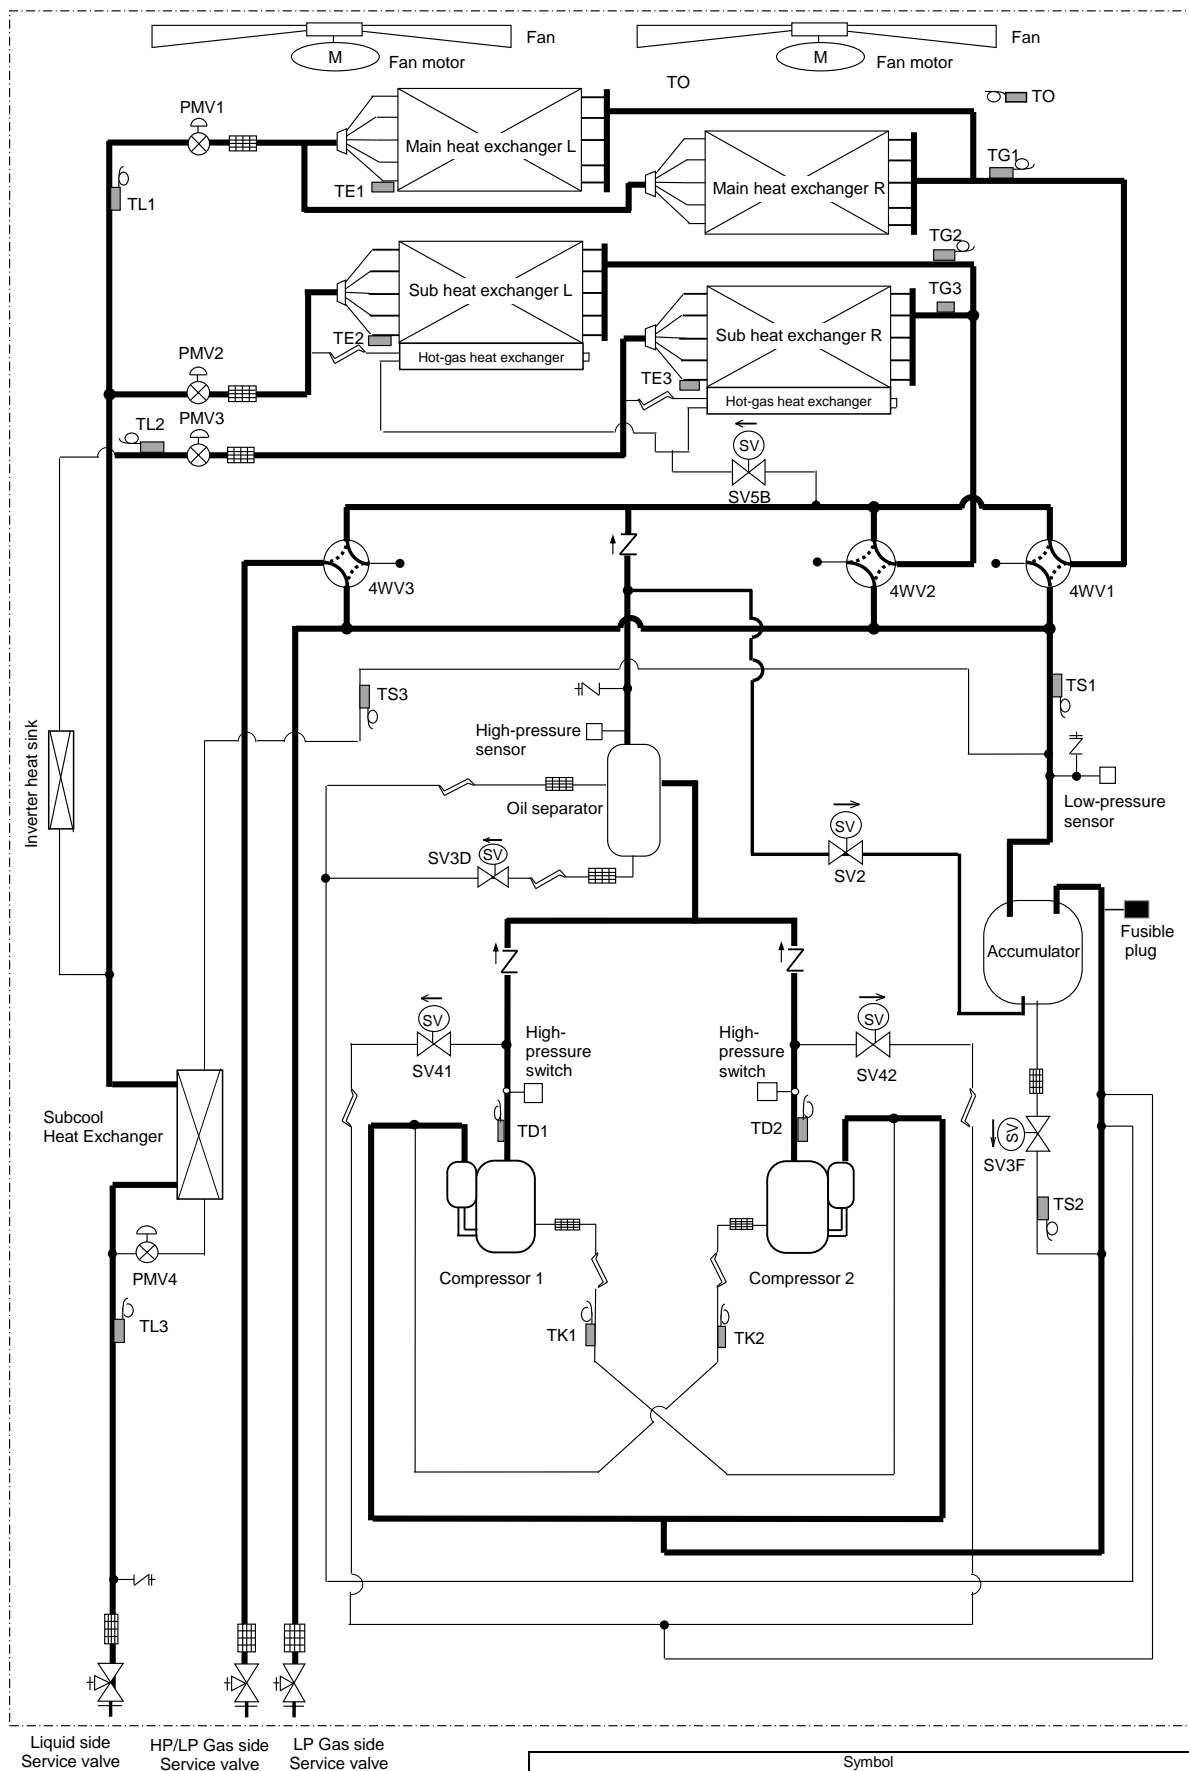 Fan
Fan
M
Fan motor
M
Fan motor
TO
TO
PMV1
Main heat exchanger L
TG1
TE1
Main heat exchanger R
TL1
TG2
Sub heat exchanger L
TG3
TE2
Sub heat exchanger R
PMV2
Hot-gas heat exchanger
TE3
Hot-gas heat exchanger
TL2
PMV3
SV
SV5B
4WV3
4WV2
4WV1
TS3
TS1
Inverter heat sink
High-pressure
sensor
Oil separator
Low-pressure
sensor
SV
SV2
SV3D
SV
Accumulator
Fusible
plug
SV
SV41
High-
pressure
switch
High-
pressure
switch
SV
SV42
Subcool
Heat Exchanger
TD1
TD2
SV
SV3F
TS2
PMV4
Compressor 1
Compressor 2
TL3
TK1
TK2
Liquid side
Service valve
HP/LP Gas side
Service valve
LP Gas side
Service valve
Symbol